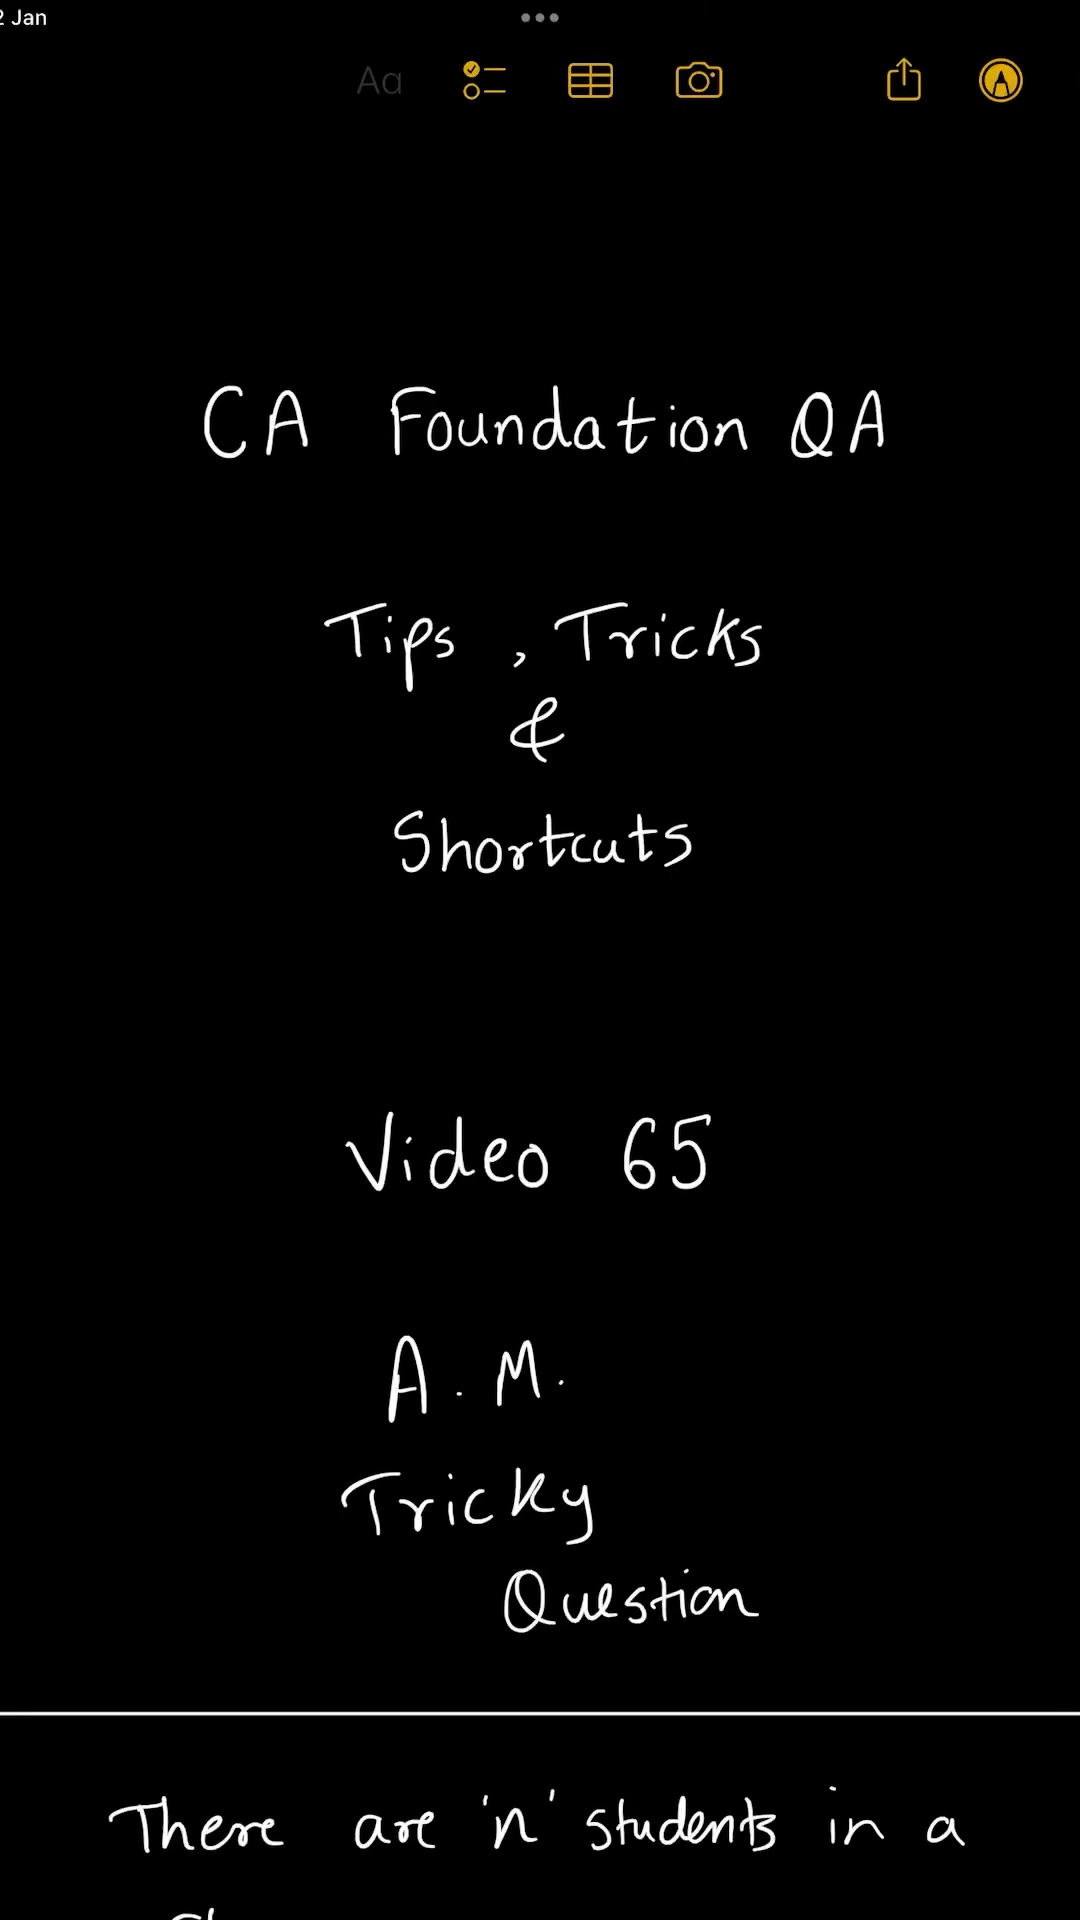 2 Jan
Aa
CA Foundation QA
Tips, Tricks
&
Shortcuts
Video 65
A.M.
Tricky
Question
There are 'n' students in a